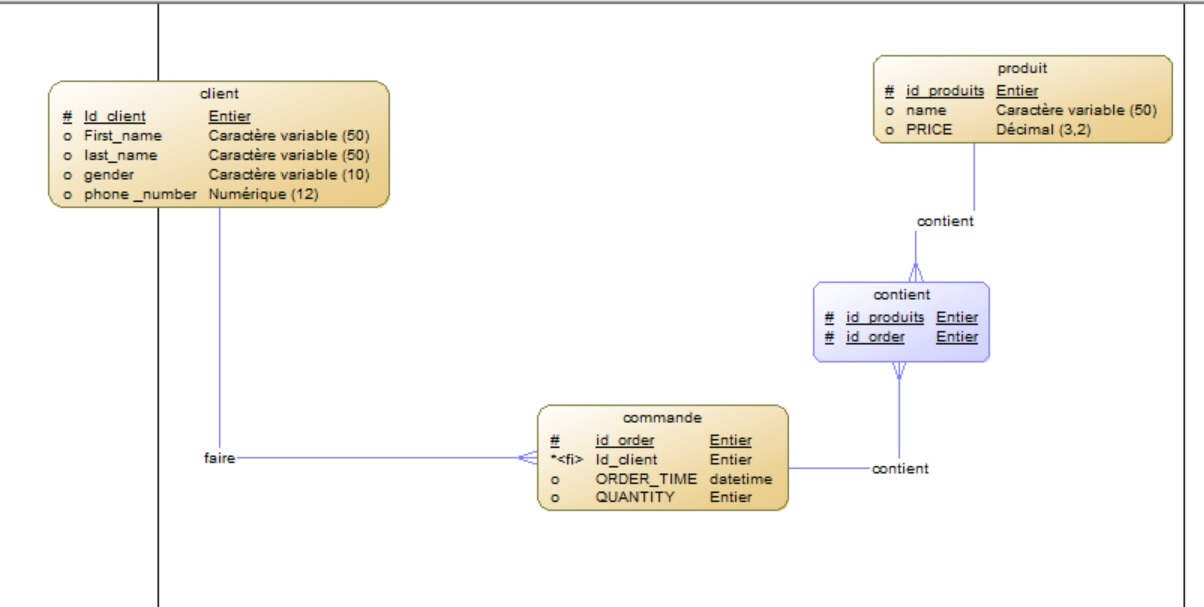 client
# Id_client Entier
o First_name Caractère variable (50)
o last_name Caractère variable (50)
o gender Caractère variable (10)
o phone _number Numérique (12)
produit
# id_produits Entier
o name Caractère variable (50)
o PRICE Décimal (3,2)
contient
contient
# id_produits Entier
# id_order Entier
commande
# id_order Entier
*<fi> Id_client Entier
o ORDER_TIME datetime
o QUANTITY Entier
faire
contient